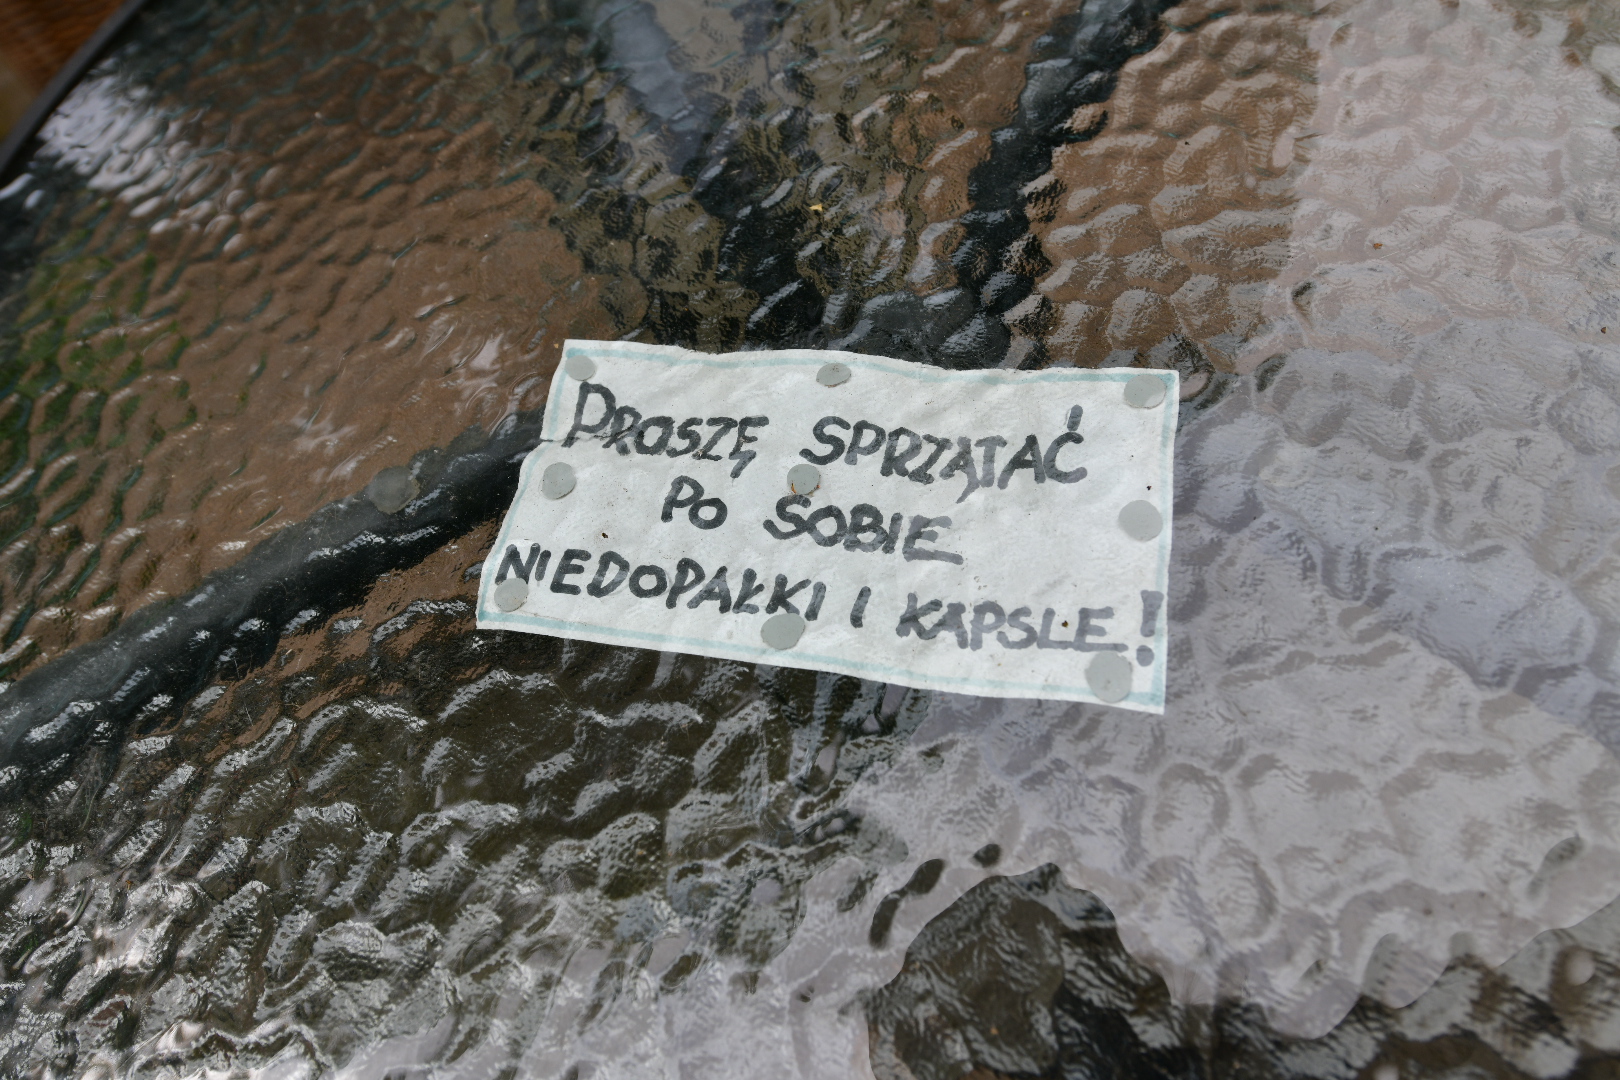 PROSZĘ SPRZĄTAĆ
PO SOBIE
NIEDOPAŁKI I KAPSLE!